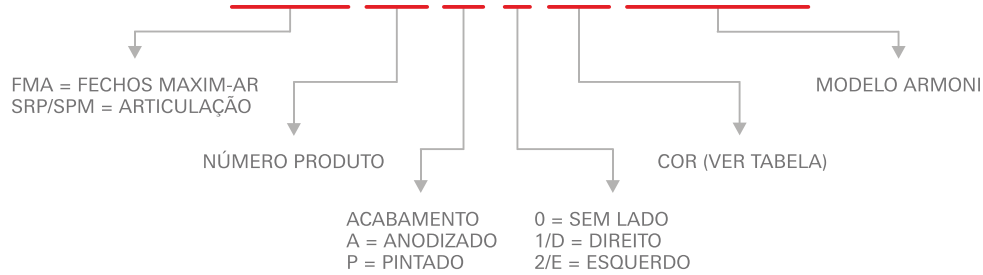 FMA = FECHOS MAXIM-AR
SRP/SPM = ARTICULAÇÃO
MODELO ARMONI
NÚMERO PRODUTO
COR (VER TABELA)
ACABAMENTO
A = ANODIZADO
P = PINTADO
0 = SEM LADO
1/D = DIREITO
2/E = ESQUERDO